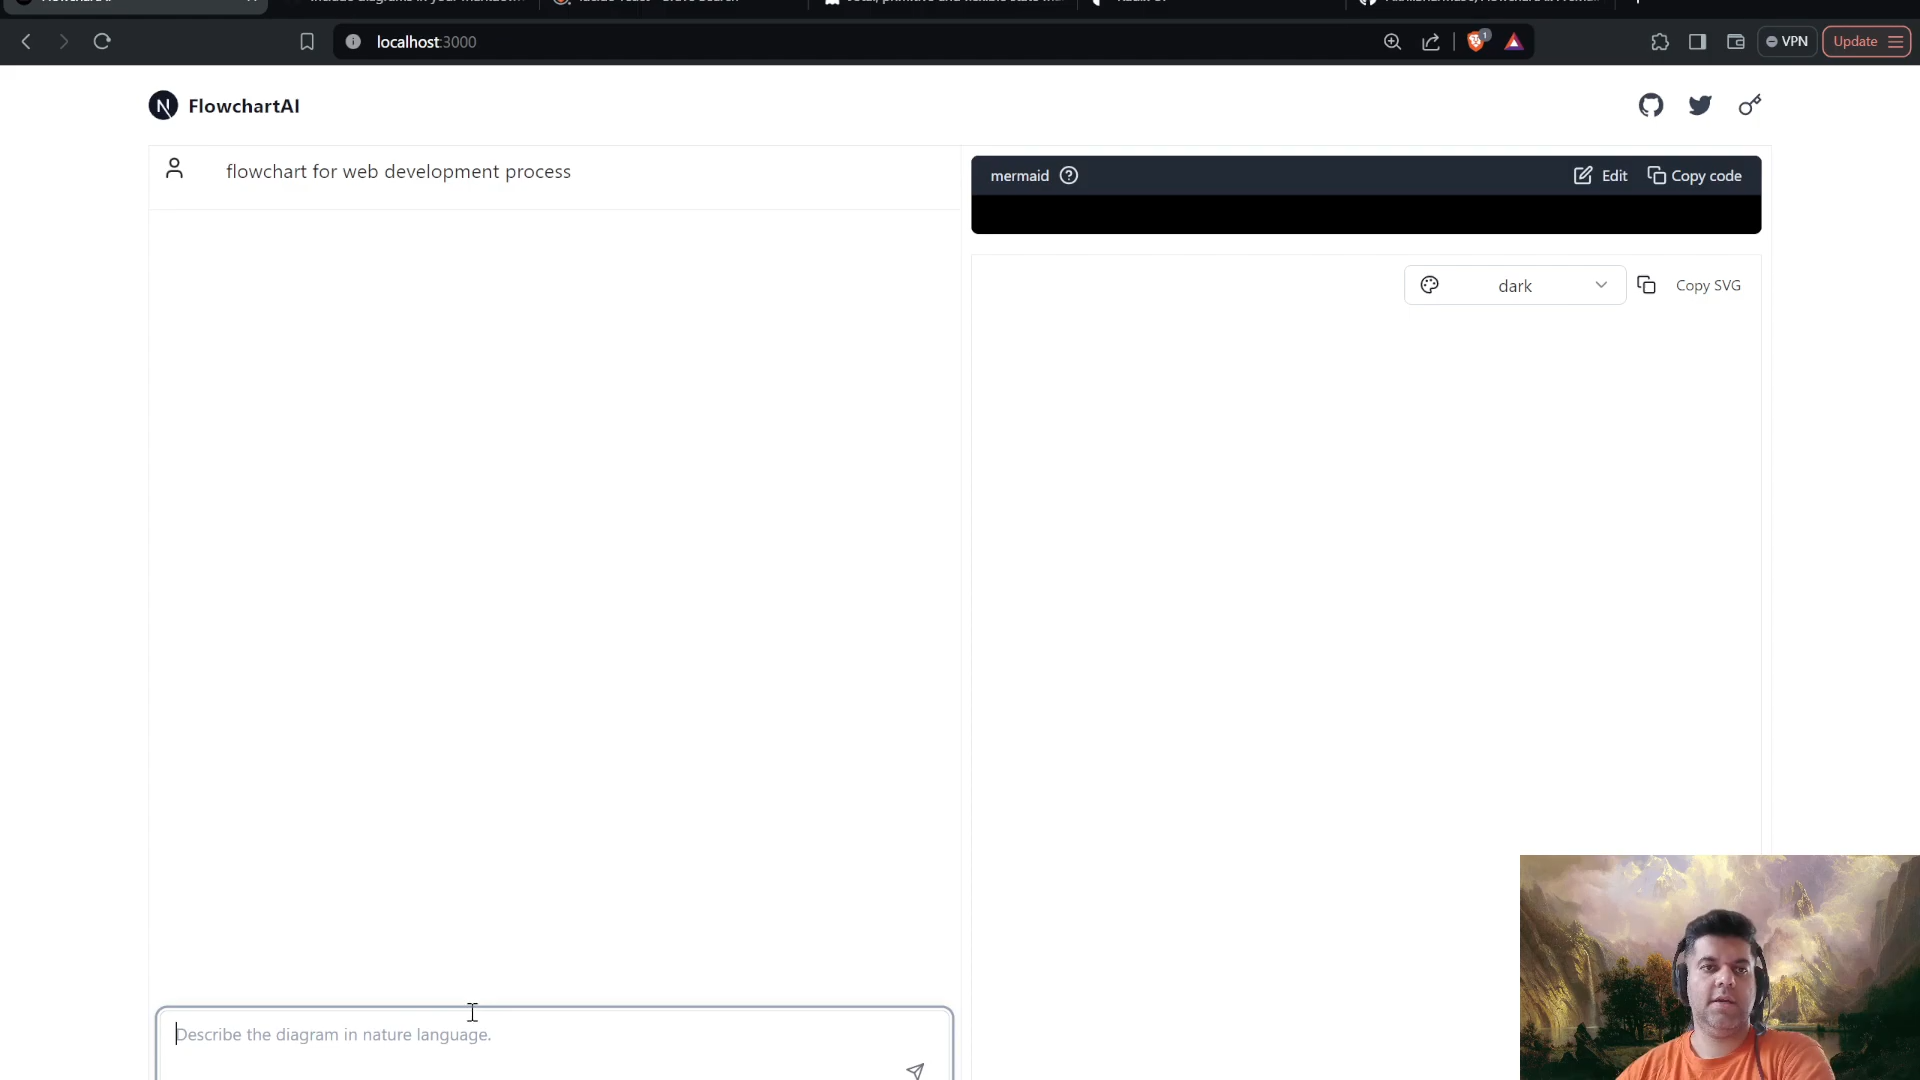 localhost:3000
1
VPN
Update
N FlowchartAI
flowchart for web development process
mermaid
Edit
Copy code
dark
Copy SVG
Describe the diagram in nature language.